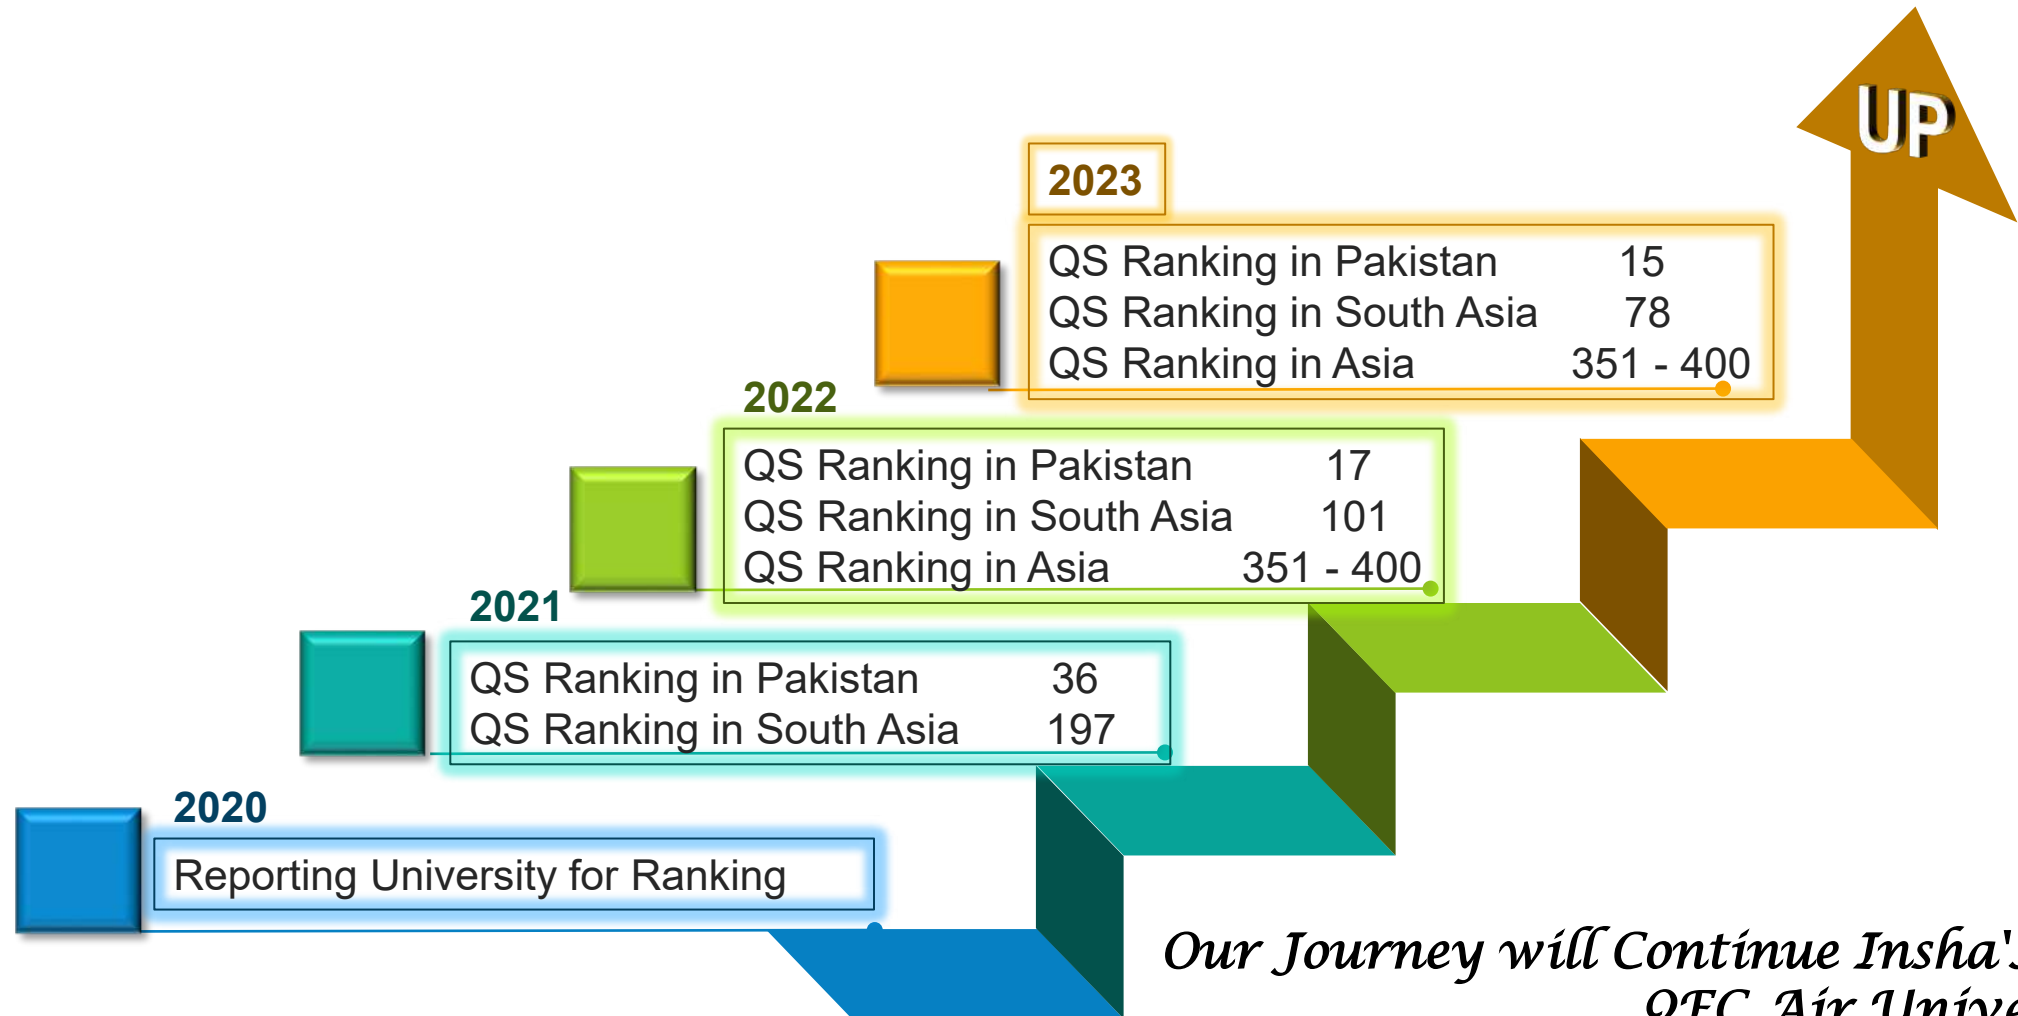 UP
2023
QS Ranking in Pakistan 15
QS Ranking in South Asia 78
QS Ranking in Asia 351 - 400
2022
QS Ranking in Pakistan 17
QS Ranking in South Asia 101
QS Ranking in Asia 351 - 400
2021
QS Ranking in Pakistan 36
QS Ranking in South Asia 197
2020
Reporting University for Ranking
Our Journey will Continue
Air